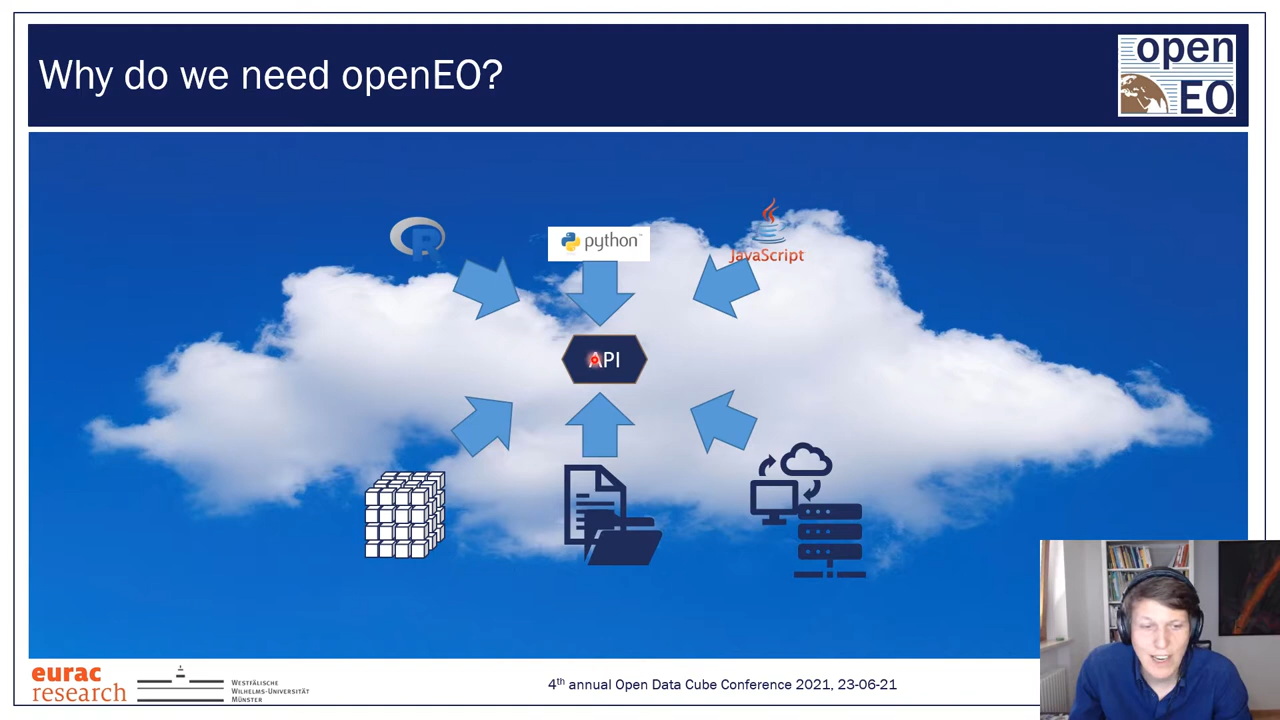 Why do we need openEO?
open
EO
R
python™
JavaScript
API
eurac
research
WESTFÄLISCHE
WILHELMS-UNIVERSITÄT
MÜNSTER
4th annual Open Data Cube Conference 2021, 23-06-21